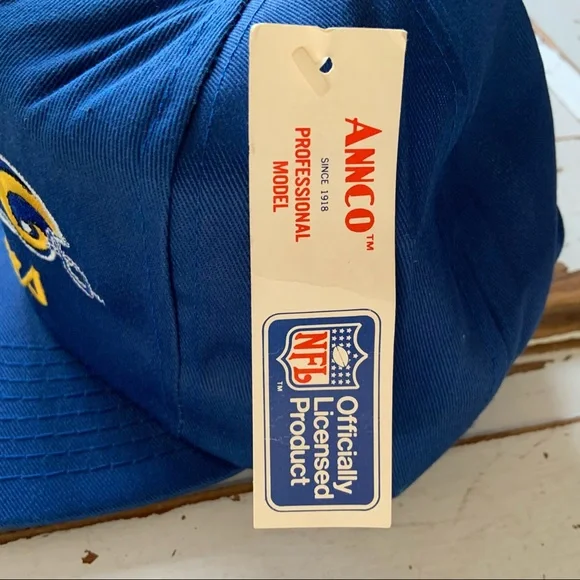 ANNCO™
SINCE 1918
PROFESSIONAL
MODEL
NFL
TM
Officially
Licensed
Product